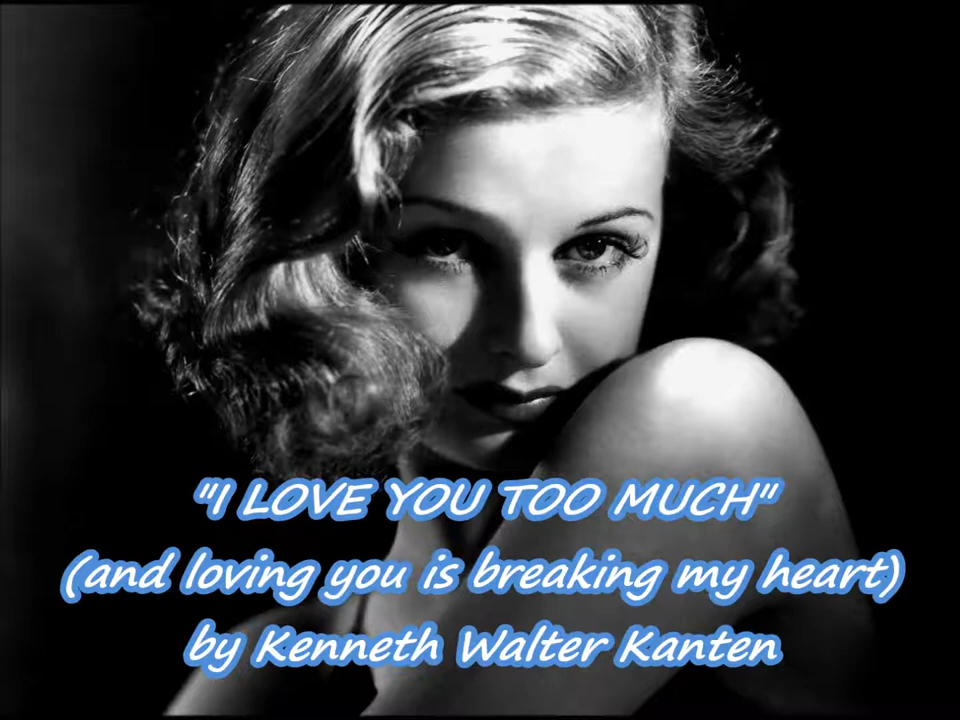 "I LOVE YOU TOO MUCH"
(and loving you is breaking my heart)
by Kenneth Walter Kanten